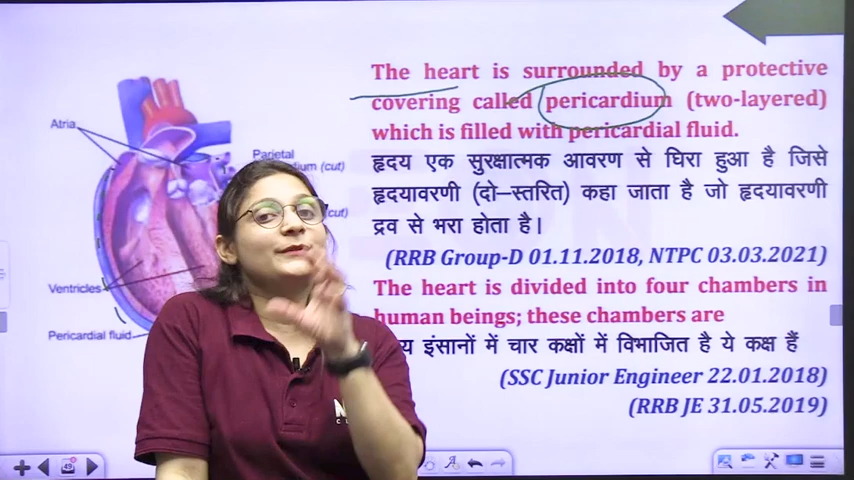 The heart is surrounded by a protective
covering called pericardium (two-layered)
which is filled with pericardial fluid.
हृदय एक सुरक्षात्मक आवरण से घिरा हुआ है जिसे
हृदयावरणी (दो–स्तरित) कहा जाता है जो हृदयावरणी
द्रव से भरा होता है।
(RRB Group-D 01.11.2018, NTPC 03.03.2021)
The heart is divided into four chambers in
human beings; these chambers are
इंसानों में चार कक्षों में विभाजित है ये कक्ष हैं
(SSC Junior Engineer 22.01.2018)
(RRB JE 31.05.2019)
Atria
Parietal
(cut)
(cut)
Ventricles
Pericardial fluid
49